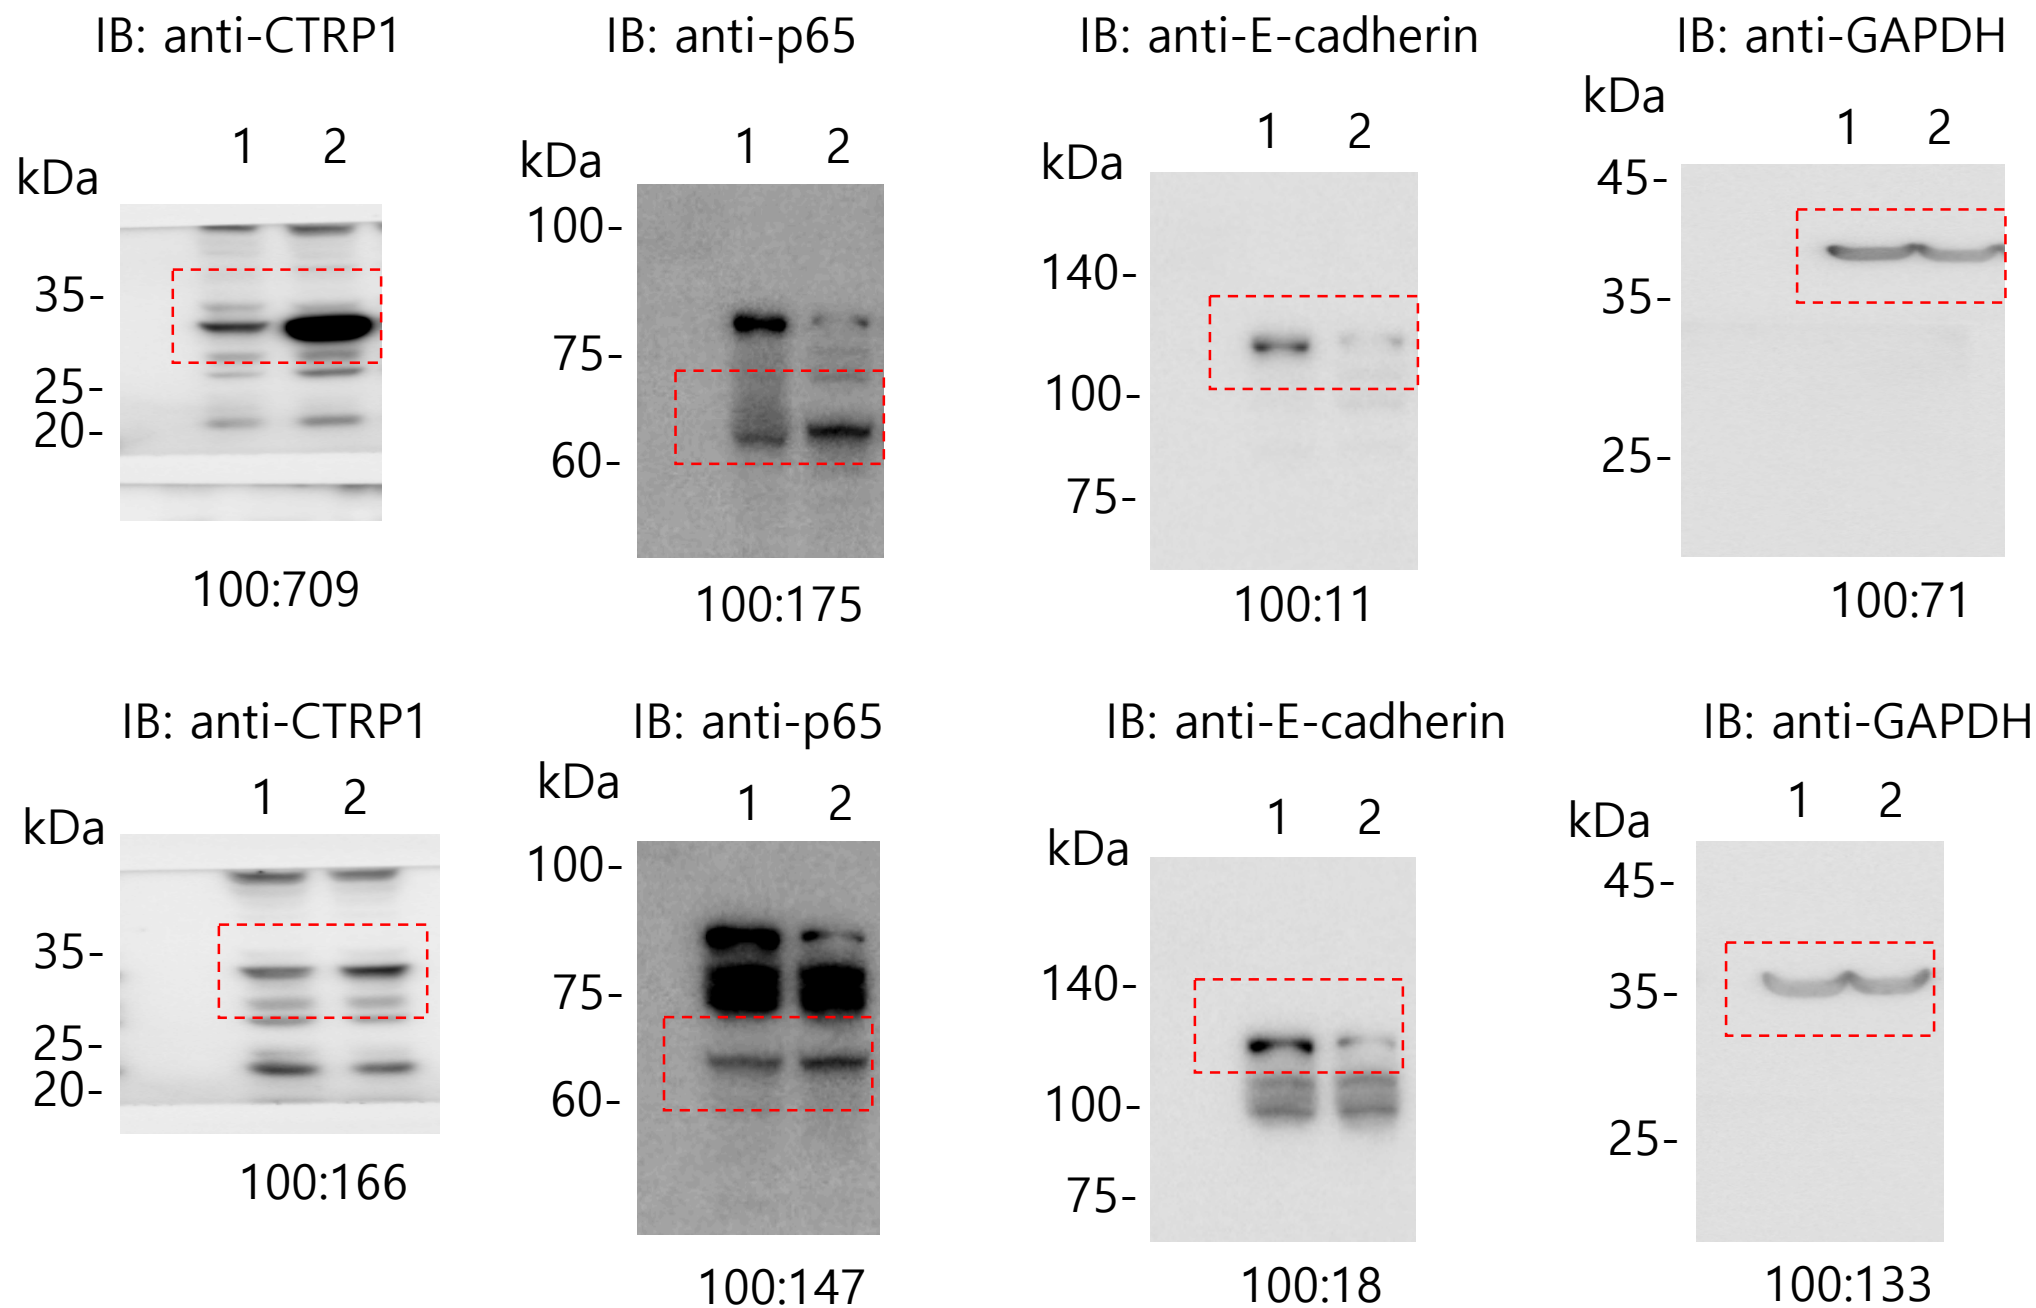 IB: anti-CTRP1
kDa
1 2
35-
25-
20-
100:709
IB: anti-p65
kDa
1 2
100-
75-
60-
100:175
IB: anti-E-cadherin
kDa
1 2
140-
100-
75-
100:11
IB: anti-GAPDH
kDa
1 2
45-
35-
25-
100:71
IB: anti-CTRP1
kDa
1 2
35-
25-
20-
100:166
IB: anti-p65
kDa
1 2
100-
75-
60-
100:147
IB: anti-E-cadherin
kDa
1 2
140-
100-
75-
100:18
IB: anti-GAPDH
kDa
1 2
45-
35-
25-
100:133